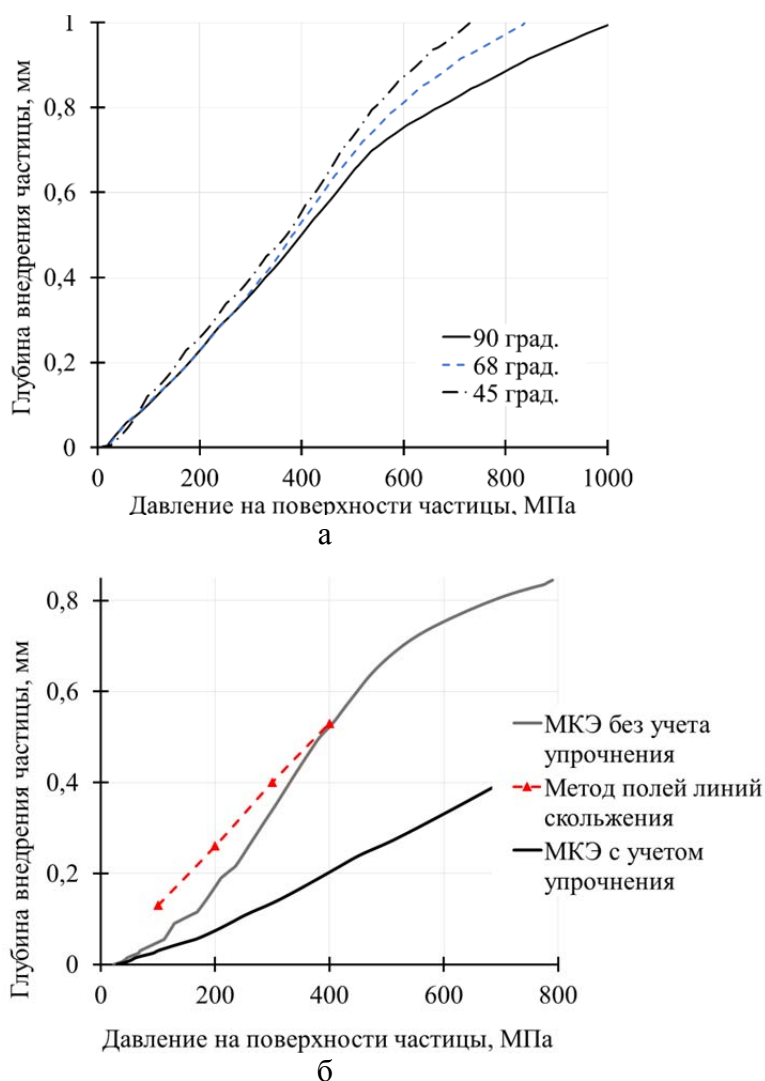 1
0,8
0,6
0,4
0,2
0
Глубина внедрения частицы, мм
90 град.
68 град.
45 град.
0 200 400 600 800 1000
Давление на поверхности частицы, МПа
а
0,8
0,6
0,4
0,2
0
Глубина внедрения частицы, мм
МКЭ без учета
упрочнения
Метод полей линий
скольжения
МКЭ с учетом
упрочнения
0 200 400 600 800
Давление на поверхности частицы, МПа
б